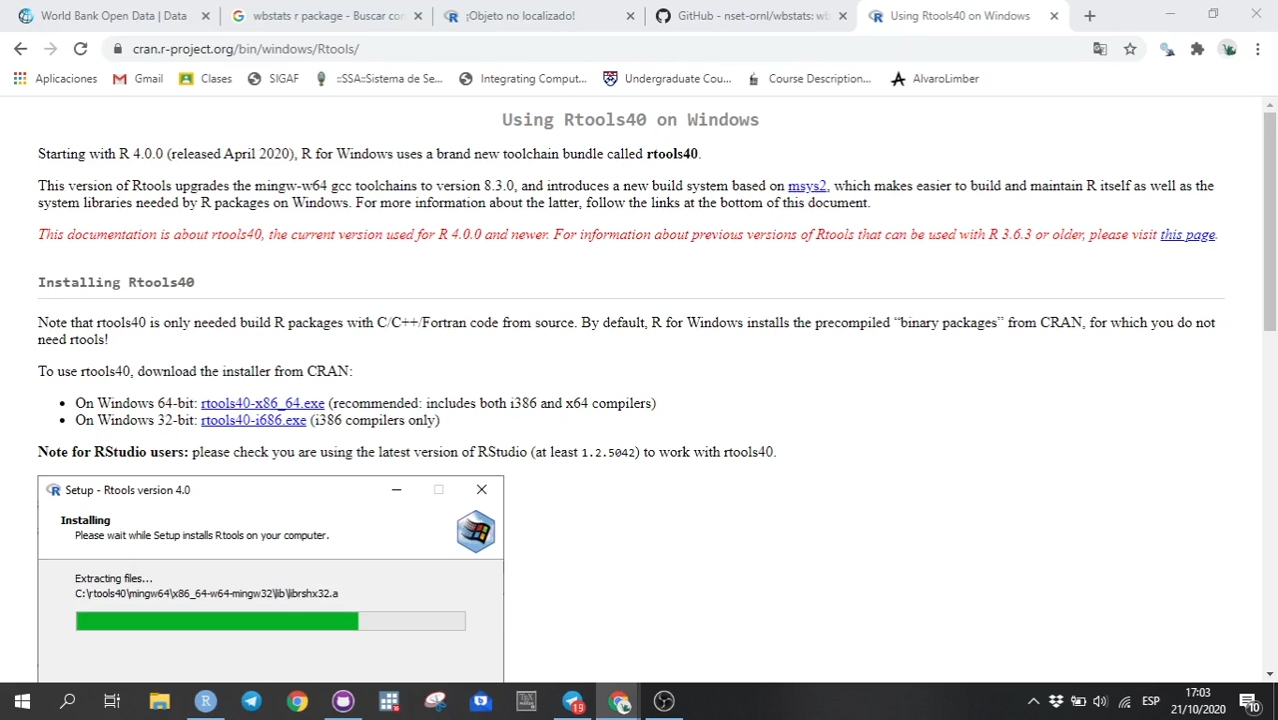 World Bank Open Data | Data
wbstats r package - Buscar con
¡Objeto no localizado!
GitHub - nset-ornl/wbstats: wb
Using Rtools40 on Windows
cran.r-project.org/bin/windows/Rtools/
Aplicaciones
Gmail
Clases
SIGAF
::SSA::Sistema de Se...
Integrating Comput...
Undergraduate Cou...
Course Description...
AlvaroLimber
Using Rtools40 on Windows
Starting with R 4.0.0 (released April 2020), R for Windows uses a brand new toolchain bundle called rtools40.
This version of Rtools upgrades the mingw-w64 gcc toolchains to version 8.3.0, and introduces a new build system based on msys2, which makes easier to build and maintain R itself as well as the
system libraries needed by R packages on Windows. For more information about the latter, follow the links at the bottom of this document.
This documentation is about rtools40, the current version used for R 4.0.0 and newer. For information about previous versions of Rtools that can be used with R 3.6.3 or older, please visit this page.
Installing Rtools40
Note that rtools40 is only needed build R packages with C/C++/Fortran code from source. By default, R for Windows installs the precompiled “binary packages” from CRAN, for which you do not
need rtools!
To use rtools40, download the installer from CRAN:
• On Windows 64-bit: rtools40-x86_64.exe (recommended: includes both i386 and x64 compilers)
• On Windows 32-bit: rtools40-i686.exe (i386 compilers only)
Note for RStudio users: please check you are using the latest version of RStudio (at least 1.2.5042) to work with rtools40.
Setup - Rtools version 4.0
Installing
Please wait while Setup installs Rtools on your computer.
Extracting files...
C:\rtools40\mingw64\x86_64-w64-mingw32\lib\librshx32.a
19
ESP
17:03
21/10/2020
10